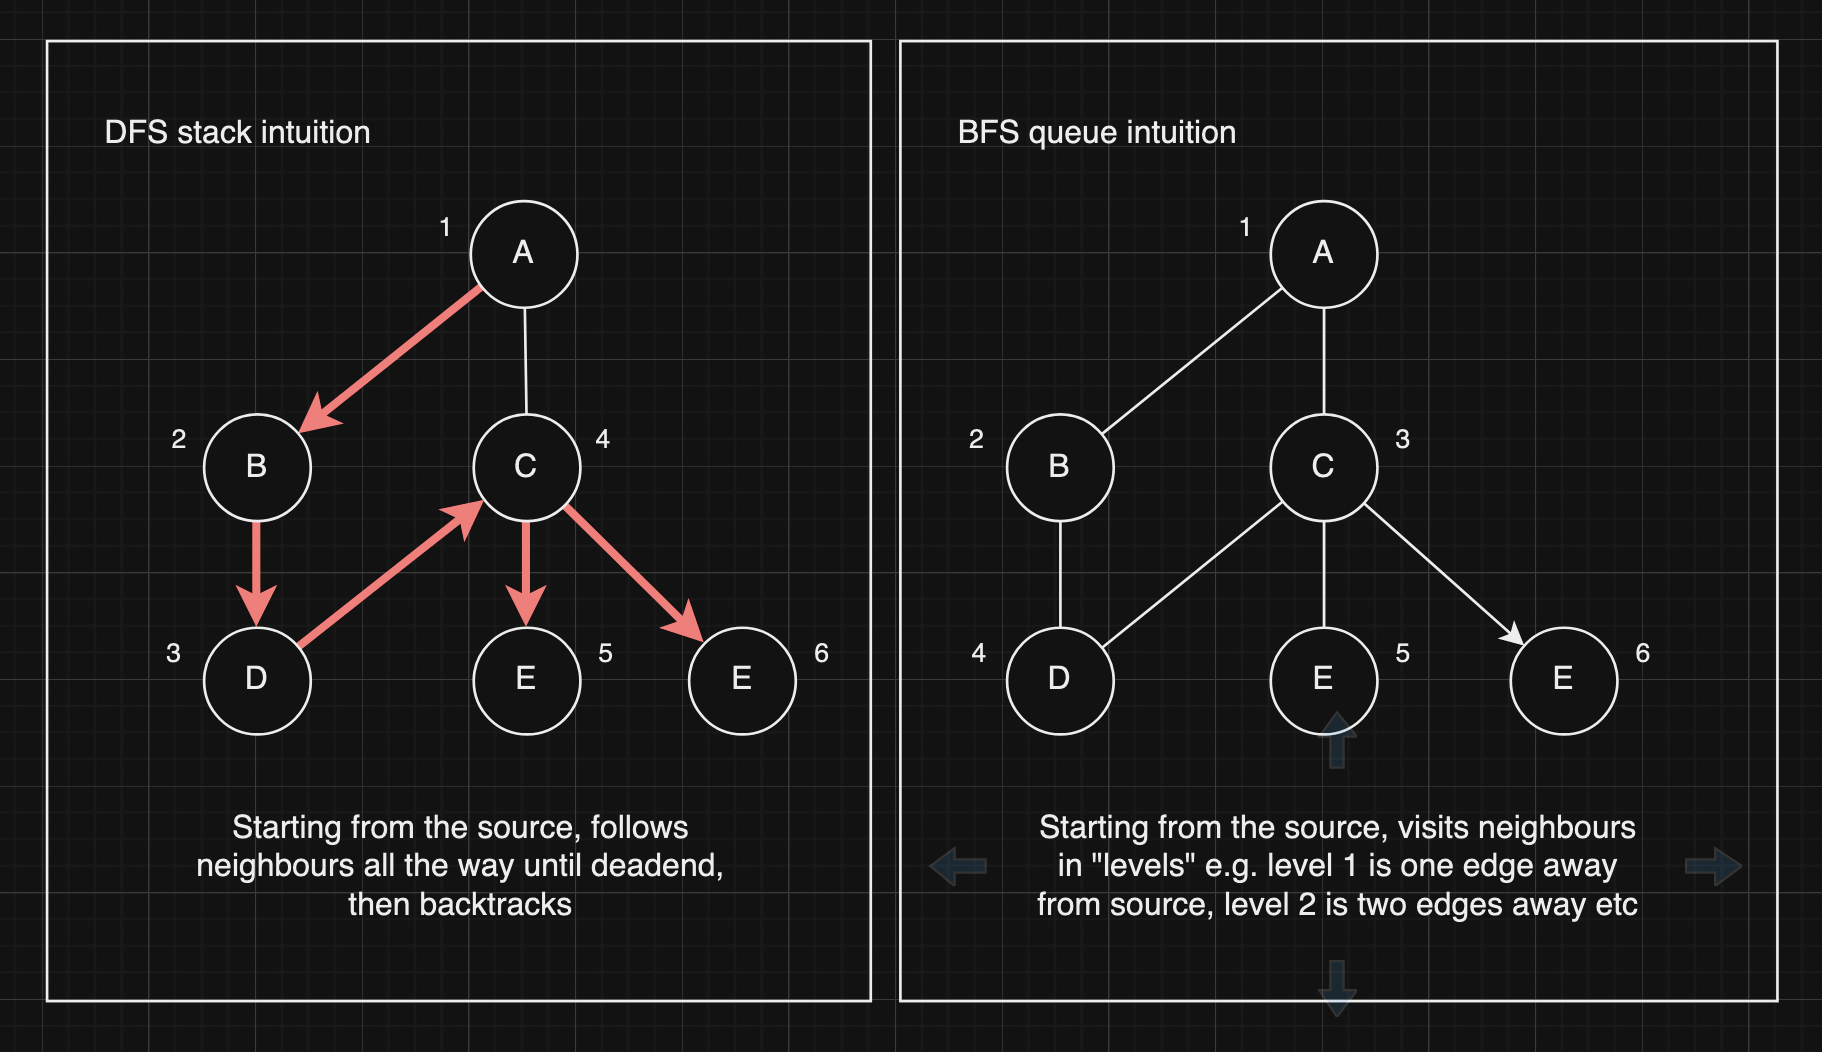 DFS stack intuition
1
A
2
B
C
4
3
D
E
5
E
6
Starting from the source, follows
neighbours all the way until deadend,
then backtracks
BFS queue intuition
1
A
2
B
C
3
4
D
E
5
E
6
Starting from the source, visits neighbours
in "levels" e.g. level 1 is one edge away
from source, level 2 is two edges away etc